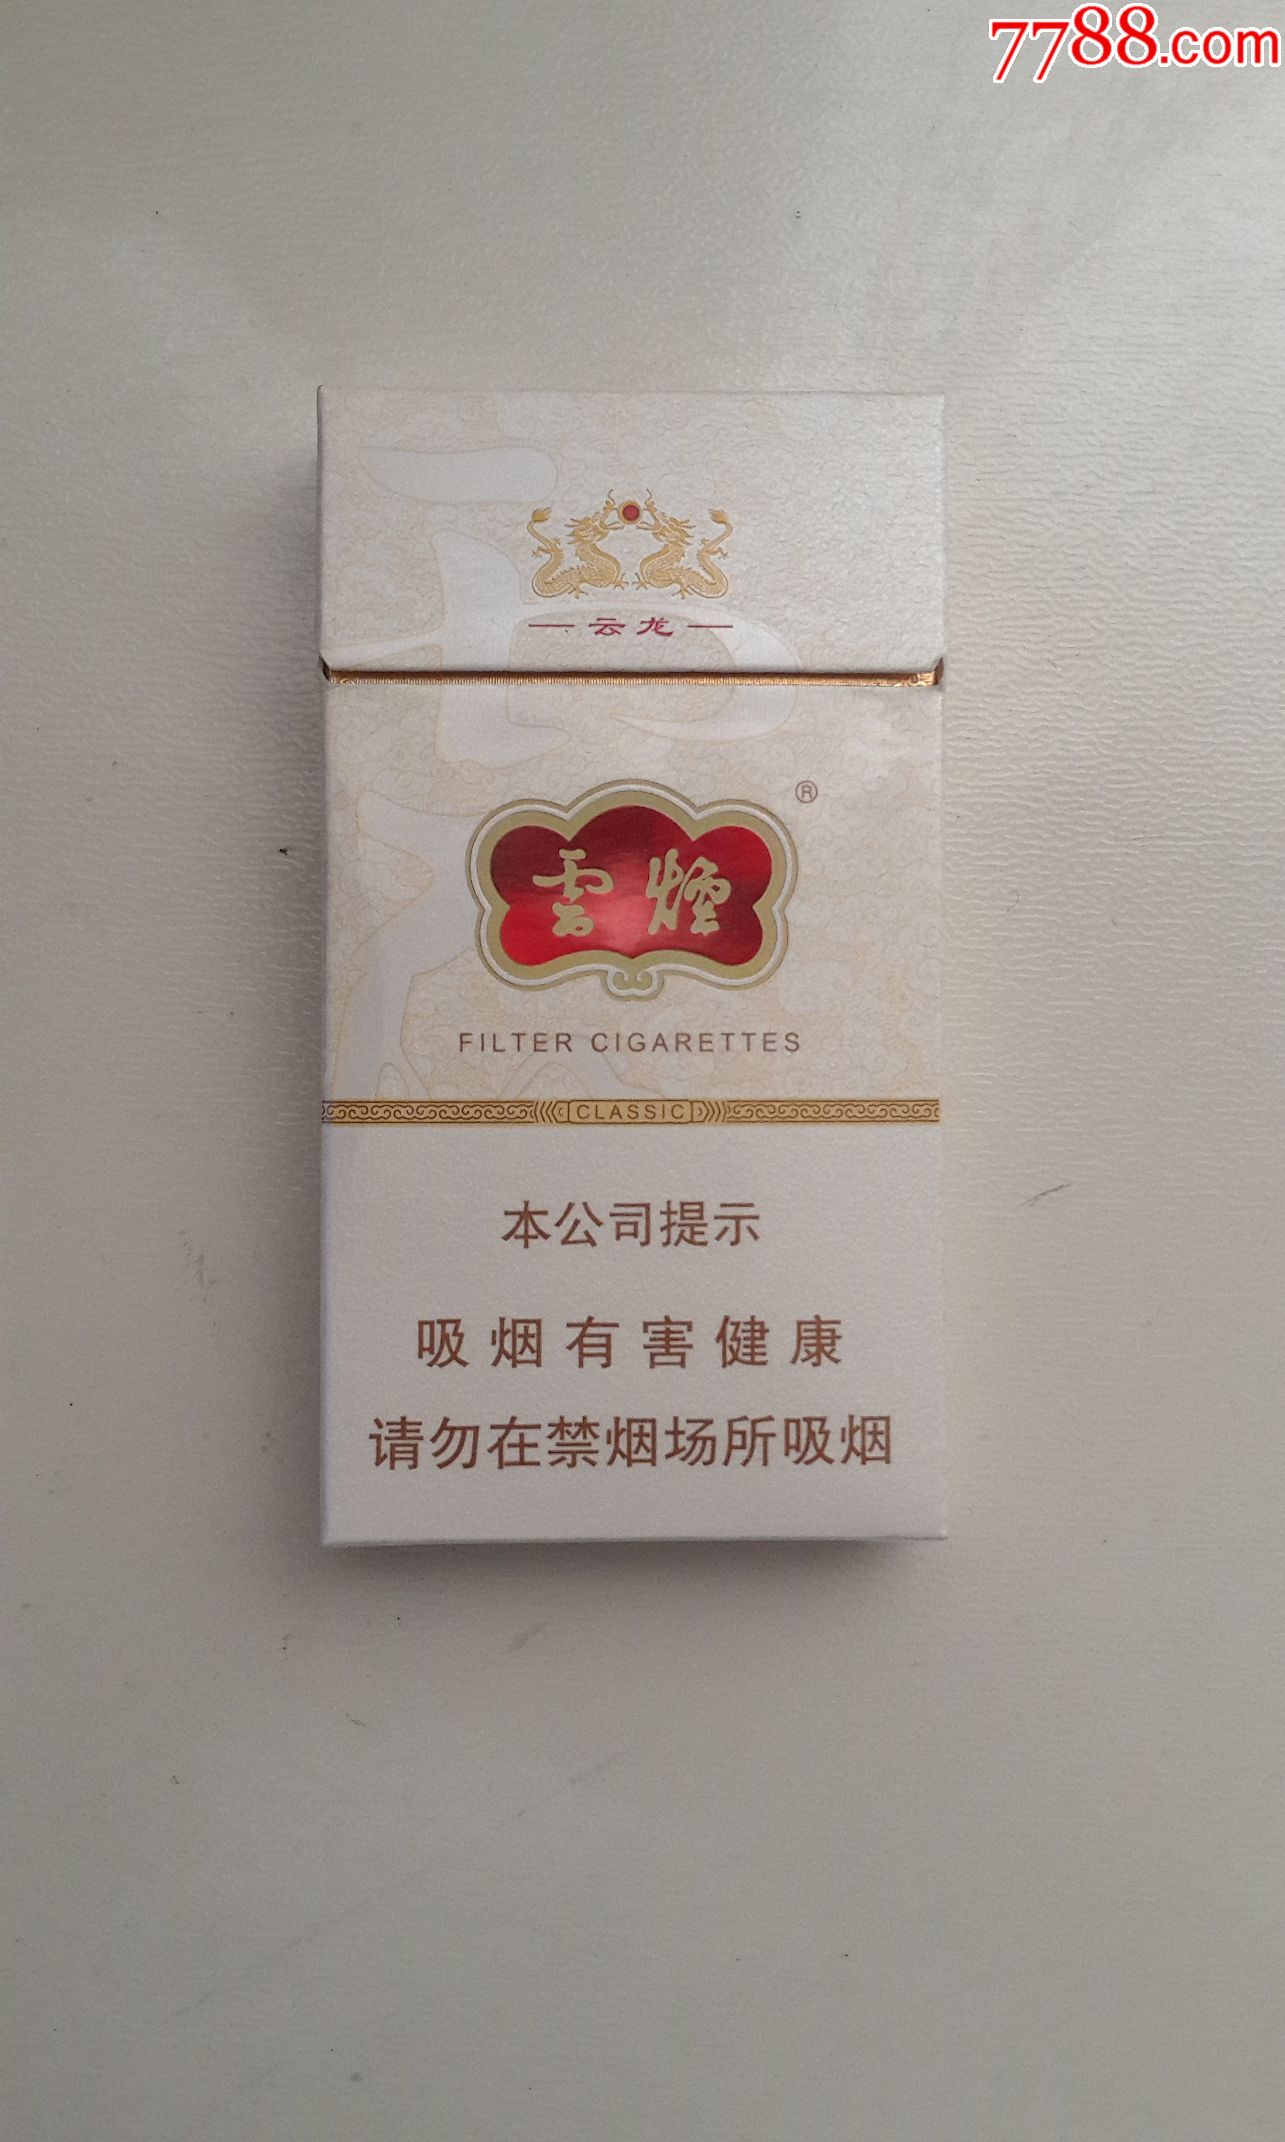 7788.com
云龙
雲煙®
FILTER CIGARETTES
CLASSIC
本公司提示
吸烟有害健康
请勿在禁烟场所吸烟